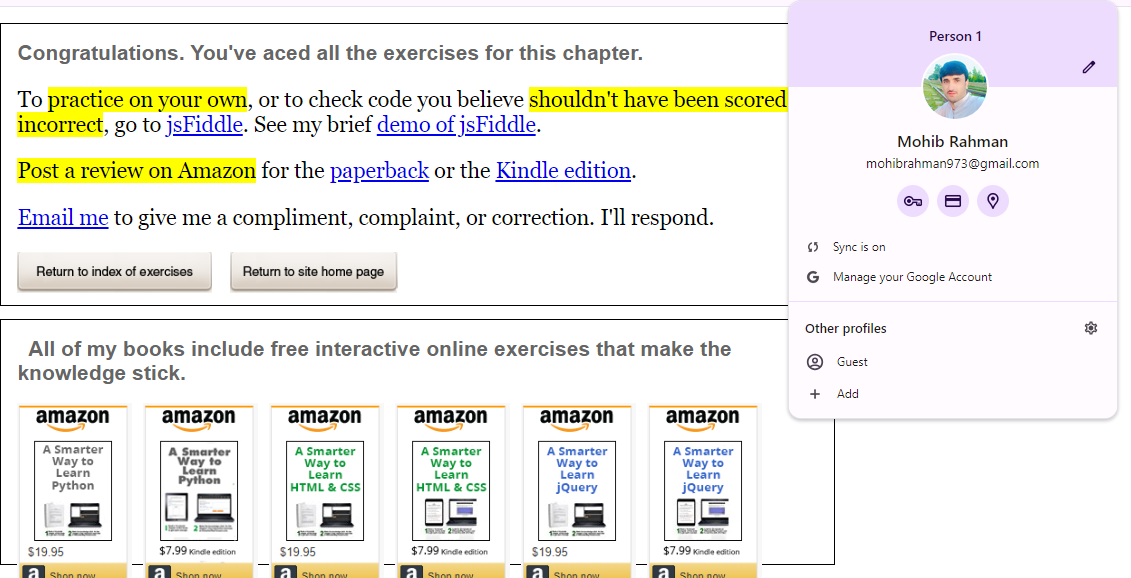 Congratulations. You've aced all the exercises for this chapter.
To practice on your own, or to check code you believe shouldn't have been scored
incorrect, go to jsFiddle. See my brief demo of jsFiddle.
Post a review on Amazon for the paperback or the Kindle edition.
Email me to give me a compliment, complaint, or correction. I'll respond.
Return to index of exercises
Return to site home page
All of my books include free interactive online exercises that make the
knowledge stick.
amazon
A Smarter
Way to
Learn
Python
$19.95
a Shop now
amazon
A Smarter
Way to
Learn
Python
$7.99 Kindle edition
a Shop now
amazon
A Smarter
Way to
Learn
HTML & CSS
$19.95
a Shop now
amazon
A Smarter
Way to
Learn
HTML & CSS
$7.99 Kindle edition
a Shop now
amazon
A Smarter
Way to
Learn
jQuery
$19.95
a Shop now
amazon
A Smarter
Way to
Learn
jQuery
$7.99 Kindle edition
a Shop now
Person 1
Mohib Rahman
mohibrahman973@gmail.com
Sync is on
G Manage your Google Account
Other profiles
Guest
Add